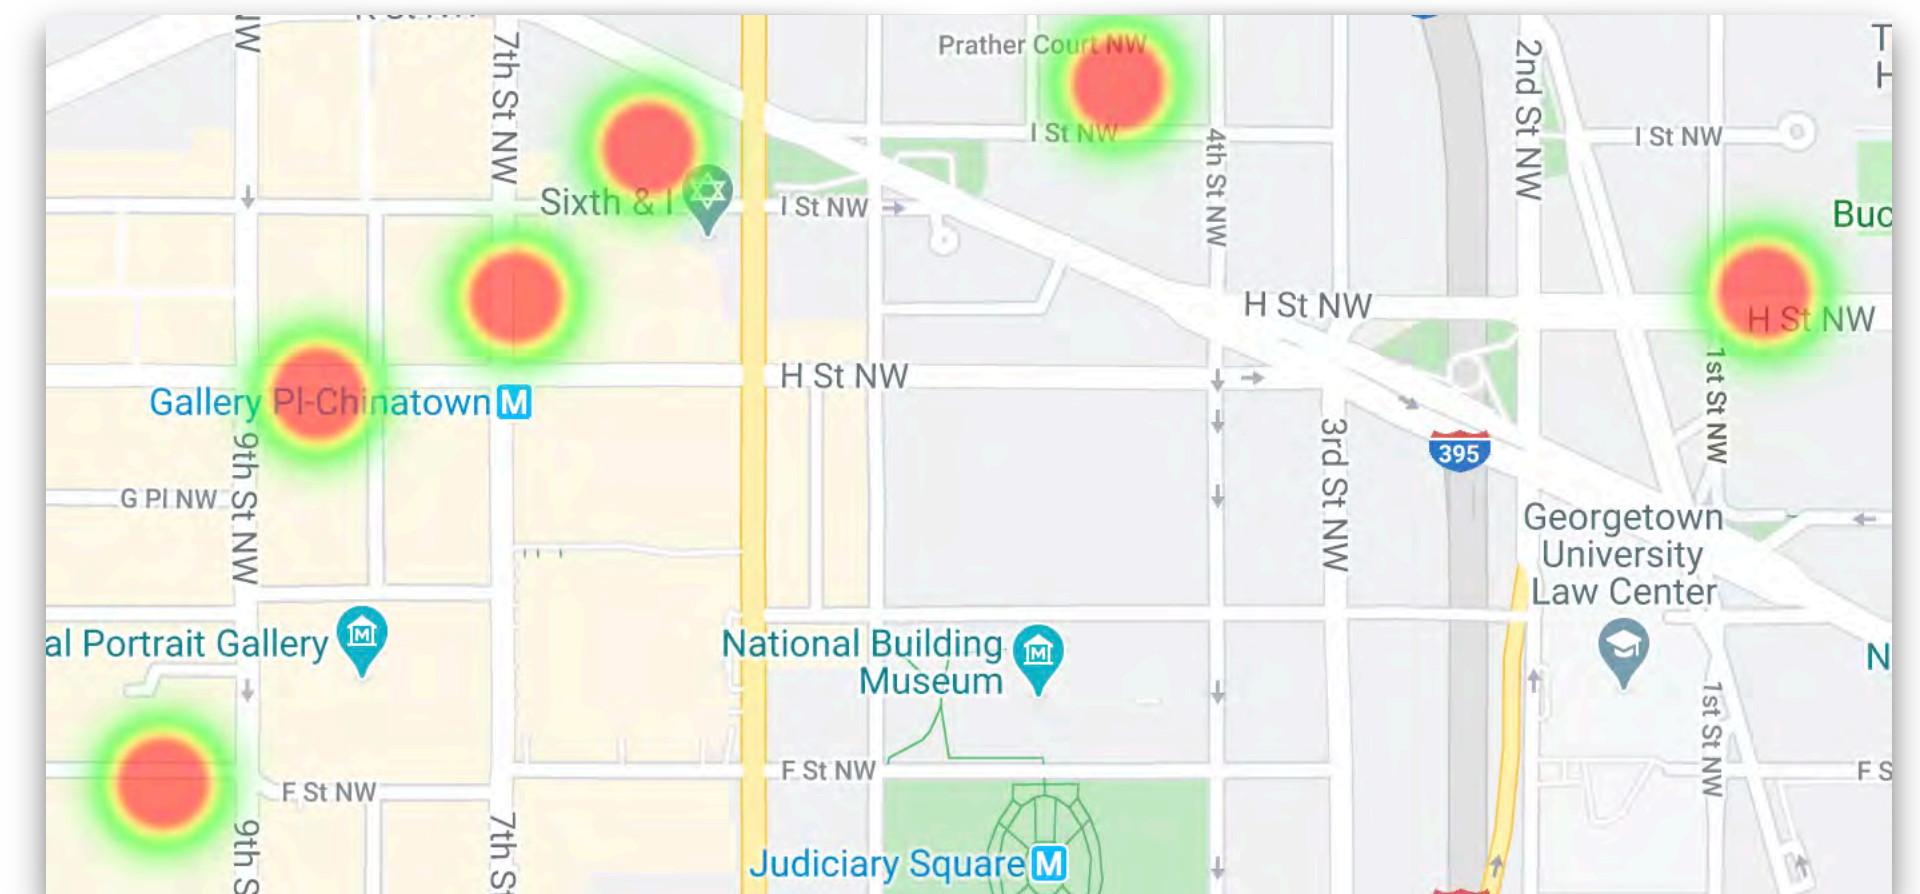 K St NW
NW
7th St NW
Prather Court NW
2nd St NW
T
H
I St NW
I St NW
4th St NW
Sixth & I
I St NW
Buc
H St NW
H St NW
H St NW
1st St NW
Gallery Pl-Chinatown M
3rd St NW
9th St NW
395
G Pl NW
Georgetown
University
Law Center
al Portrait Gallery
National Building
Museum
N
1st St NW
F St NW
F St NW
F S
9th S
7th St
Judiciary Square M